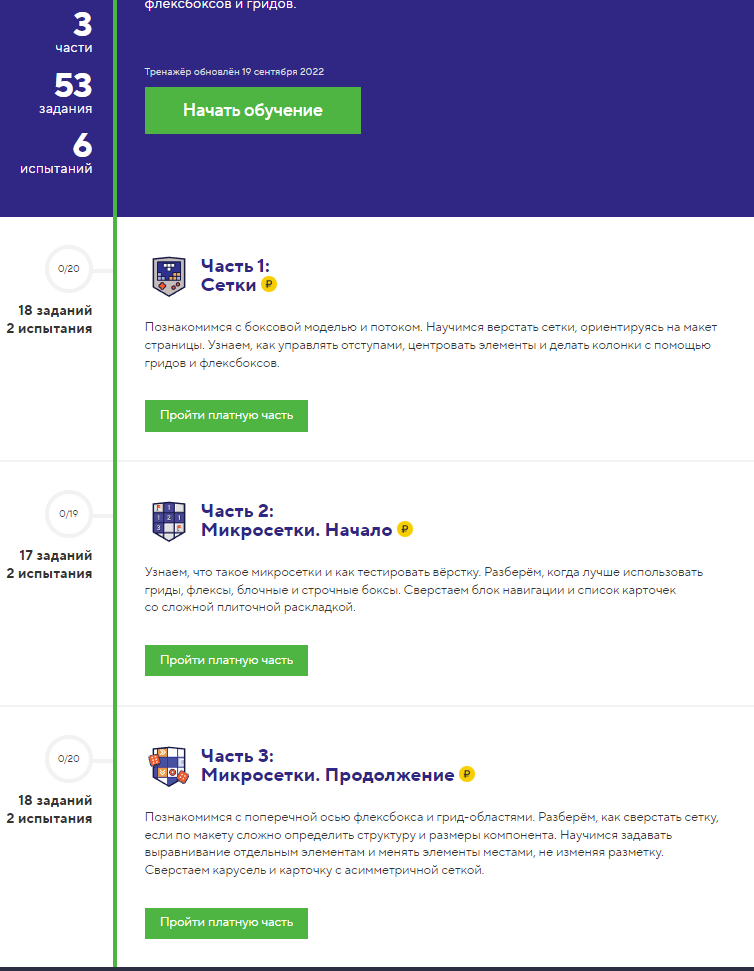 флексбоксов и гридов.
3
части
53
задания
6
испытаний
Тренажёр обновлён 19 сентября 2022
Начать обучение
0/20
18 заданий
2 испытания
Часть 1:
Сетки ₽
Познакомимся с боксовой моделью и потоком. Научимся верстать сетки, ориентируясь на макет
страницы. Узнаем, как управлять отступами, центровать элементы и делать колонки с помощью
гридов и флексбоксов.
Пройти платную часть
0/19
17 заданий
2 испытания
Часть 2:
Микросетки. Начало ₽
Узнаем, что такое микросетки и как тестировать вёрстку. Разберём, когда лучше использовать
гриды, флексы, блочные и строчные боксы. Сверстаем блок навигации и список карточек
со сложной плиточной раскладкой.
Пройти платную часть
0/20
18 заданий
2 испытания
Часть 3:
Микросетки. Продолжение ₽
Познакомимся с поперечной осью флексбокса и грид-областями. Разберём, как сверстать сетку,
если по макету сложно определить структуру и размеры компонента. Научимся задавать
выравнивание отдельным элементам и менять элементы местами, не изменяя разметку.
Сверстаем карусель и карточку с асимметричной сеткой.
Пройти платную часть